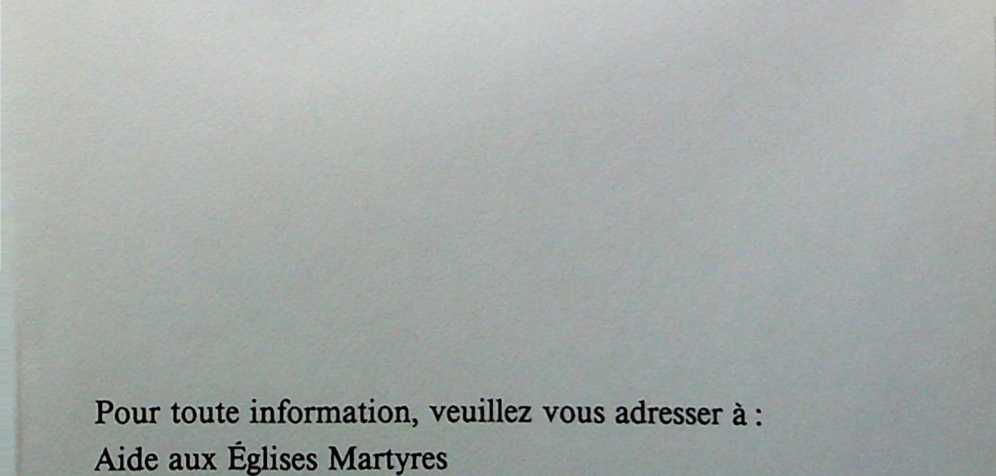 Pour toute information, veuillez vous adresser à :
Aide aux Églises Martyres